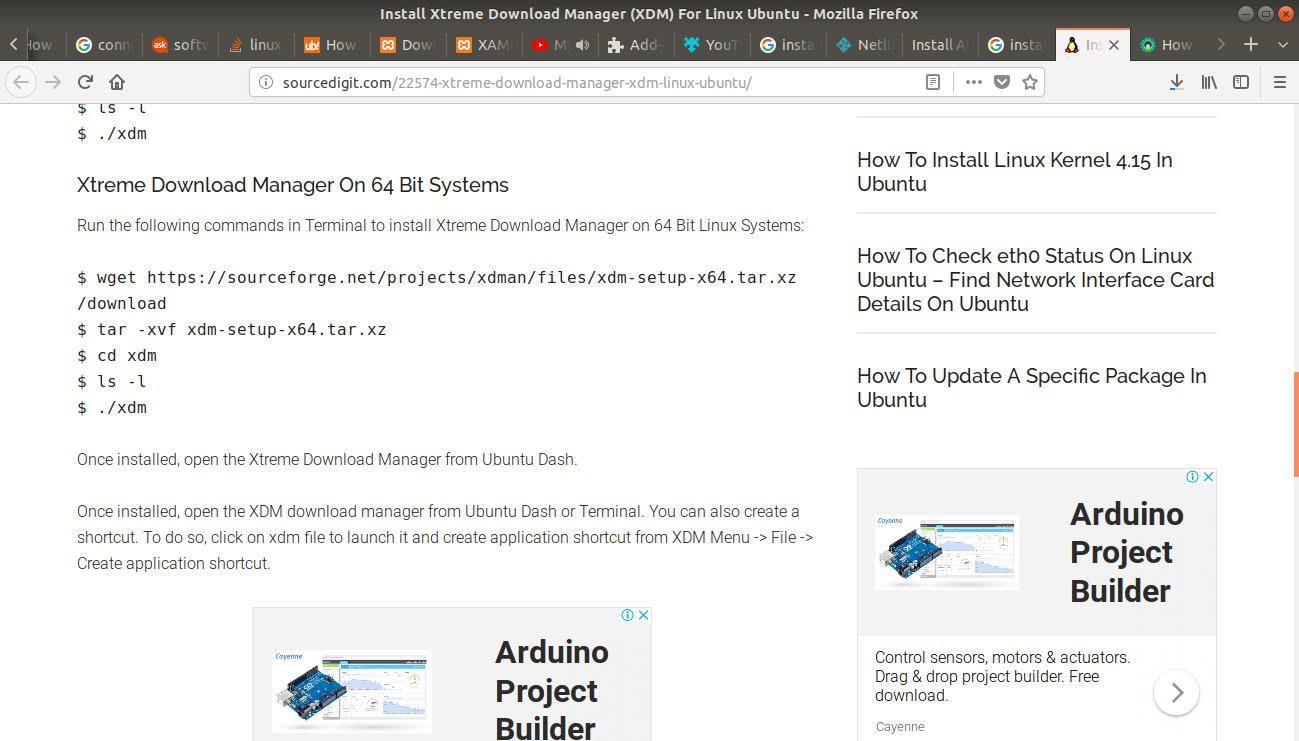 Install Xtreme Download Manager (XDM) For Linux Ubuntu - Mozilla Firefox
How
conn
softw
linux
How
Down
XAM
My
Add-
YouT
insta
Netli
Install A
insta
Ins
How
sourcedigit.com/22574-xtreme-download-manager-xdm-linux-ubuntu/
$ ls -l
$ ./xdm
Xtreme Download Manager On 64 Bit Systems
Run the following commands in Terminal to install Xtreme Download Manager on 64 Bit Linux Systems:
$ wget https://sourceforge.net/projects/xdman/files/xdm-setup-x64.tar.xz
/download
$ tar -xvf xdm-setup-x64.tar.xz
$ cd xdm
$ ls -l
$ ./xdm
Once installed, open the Xtreme Download Manager from Ubuntu Dash.
Once installed, open the XDM download manager from Ubuntu Dash or Terminal. You can also create a
shortcut. To do so, click on xdm file to launch it and create application shortcut from XDM Menu -> File ->
Create application shortcut.
Cayenne
Arduino
Project
Builder
How To Install Linux Kernel 4.15 In
Ubuntu
How To Check eth0 Status On Linux
Ubuntu – Find Network Interface Card
Details On Ubuntu
How To Update A Specific Package In
Ubuntu
Cayenne
Arduino
Project
Builder
Control sensors, motors & actuators.
Drag & drop project builder. Free
download.
Cayenne